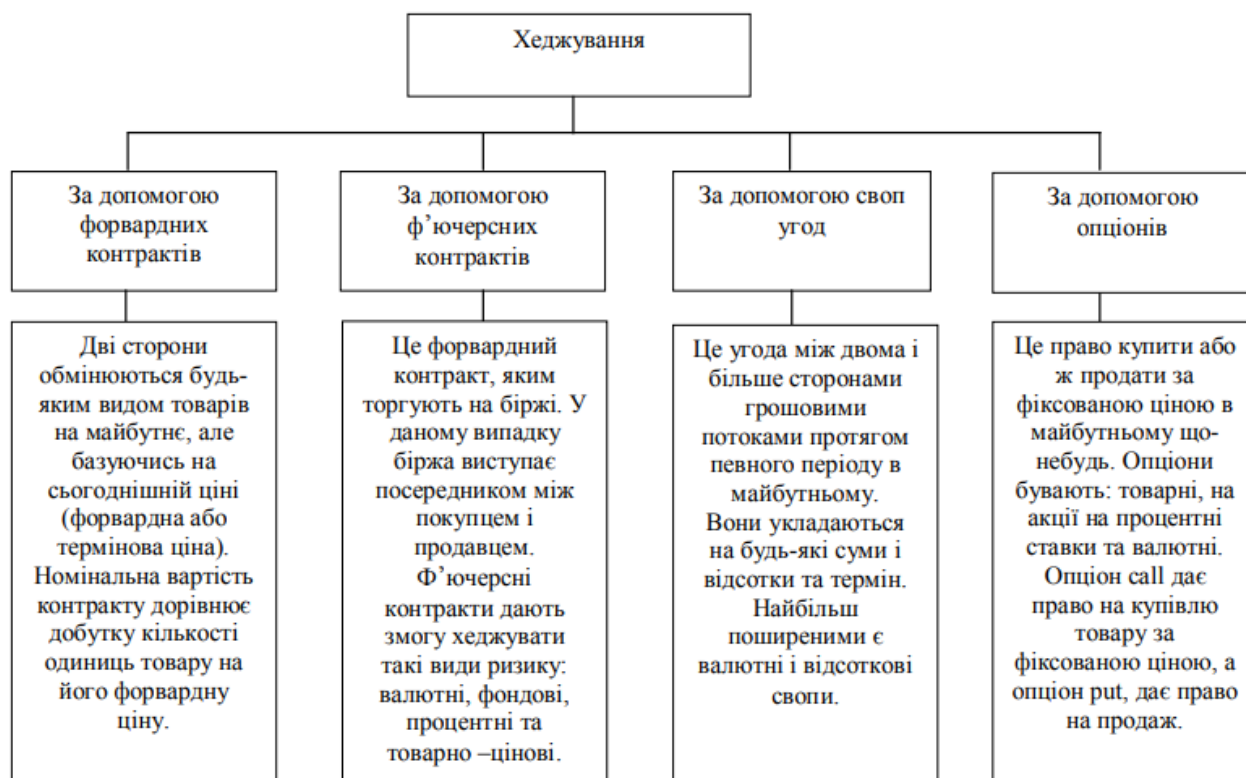 Хеджування
За допомогою
форвардних
контрактів
За допомогою
ф’ючерсних
контрактів
За допомогою своп
угод
За допомогою
опціонів
Дві сторони
обмінюються будь-
яким видом товарів
на майбутнє, але
базуючись на
сьогоднішній ціні
(форвардна або
термінова ціна).
Номінальна вартість
контракту дорівнює
добутку кількості
одиниць товару на
його форвардну
ціну.
Це форвардний
контракт, яким
торгують на біржі. У
даному випадку
біржа виступає
посередником між
покупцем і
продавцем.
Ф’ючерсні
контракти дають
змогу хеджувати
такі види ризику:
валютні, фондові,
процентні та
товарно –цінові.
Це угода між двома і
більше сторонами
грошовими
потоками протягом
певного періоду в
майбутньому.
Вони укладаються
на будь-які суми і
відсотки та термін.
Найбільш
поширеними є
валютні і відсоткові
свопи.
Це право купити або
ж продати за
фіксованою ціною в
майбутньому що-
небудь. Опціони
бувають: товарні, на
акції на процентні
ставки та валютні.
Опціон call дає
право на купівлю
товару за
фіксованою ціною, а
опціон put, дає право
на продаж.